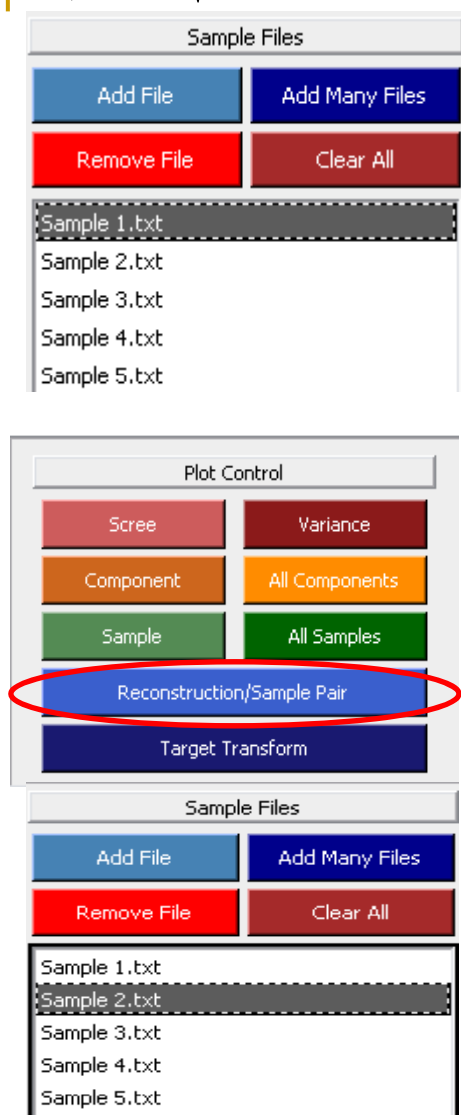 Sample Files
Add File Add Many Files
Remove File Clear All
Sample 1.txt
Sample 2.txt
Sample 3.txt
Sample 4.txt
Sample 5.txt
Plot Control
Scree Variance
Component All Components
Sample All Samples
Reconstruction/Sample Pair
Target Transform
Sample Files
Add File Add Many Files
Remove File Clear All
Sample 1.txt
Sample 2.txt
Sample 3.txt
Sample 4.txt
Sample 5.txt